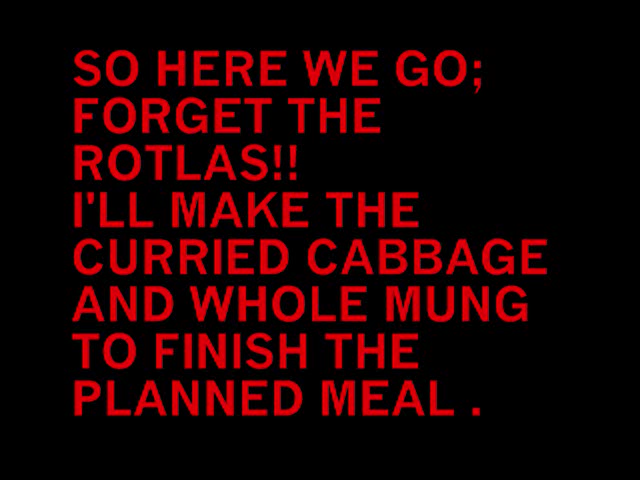 SO HERE WE GO;
FORGET THE
ROTLAS!!
I'LL MAKE THE
CURRIED CABBAGE
AND WHOLE MUNG
TO FINISH THE
PLANNED MEAL .